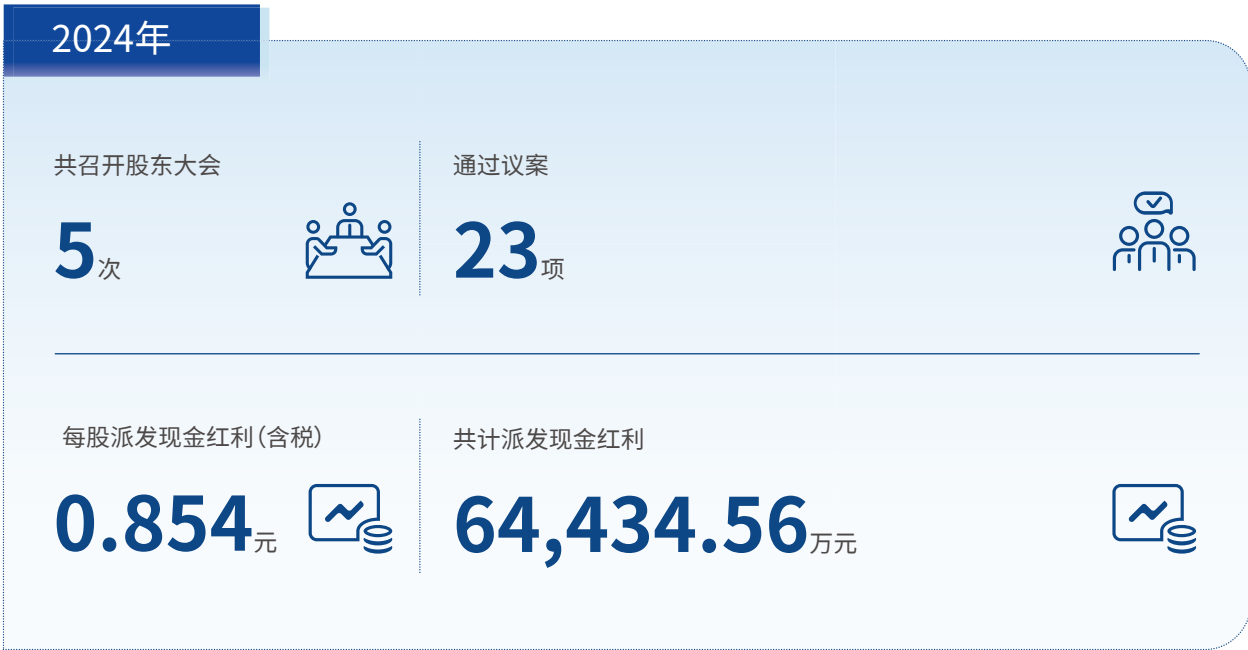 2024年
共召开股东大会
5次
通过议案
23项
每股派发现金红利(含税)
0.854元
共计派发现金红利
64,434.56万元